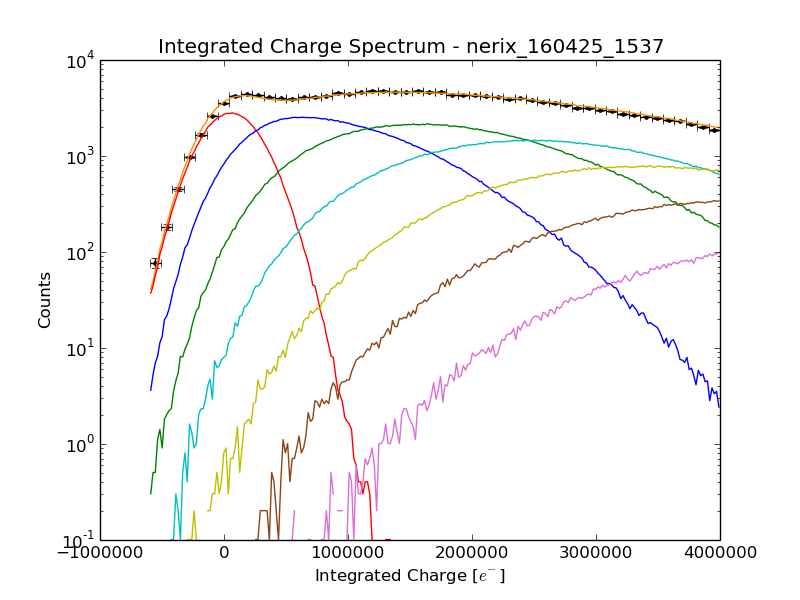 Integrated Charge Spectrum - nerix_160425_1537
10^4
10^3
10^2
10^1
10^0
10^-1
Counts
−1000000 0 1000000 2000000 3000000 4000000
Integrated Charge [e^-]